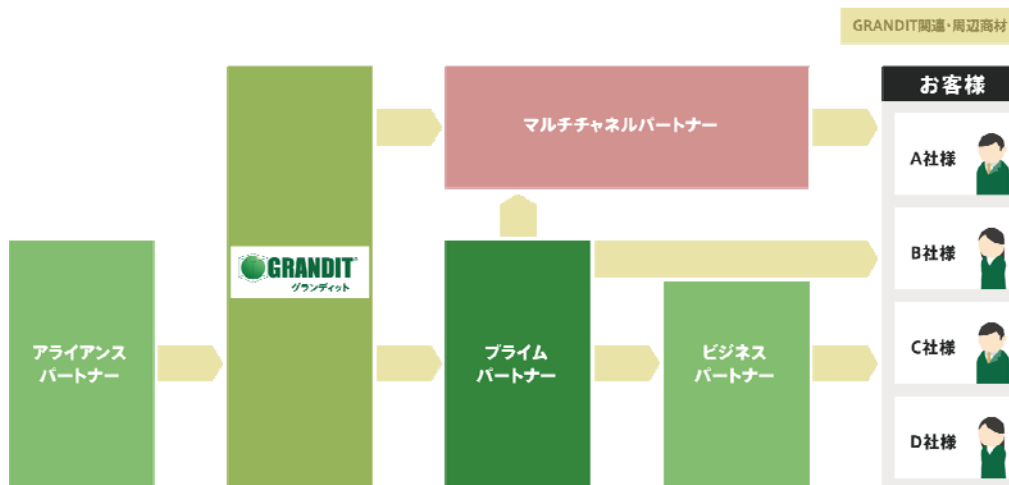 GRANDIT関連・周辺商材
お客様
マルチチャネルパートナー
A社様
GRANDIT
グランディット
B社様
アライアンス
パートナー
プライム
パートナー
ビジネス
パートナー
C社様
D社様